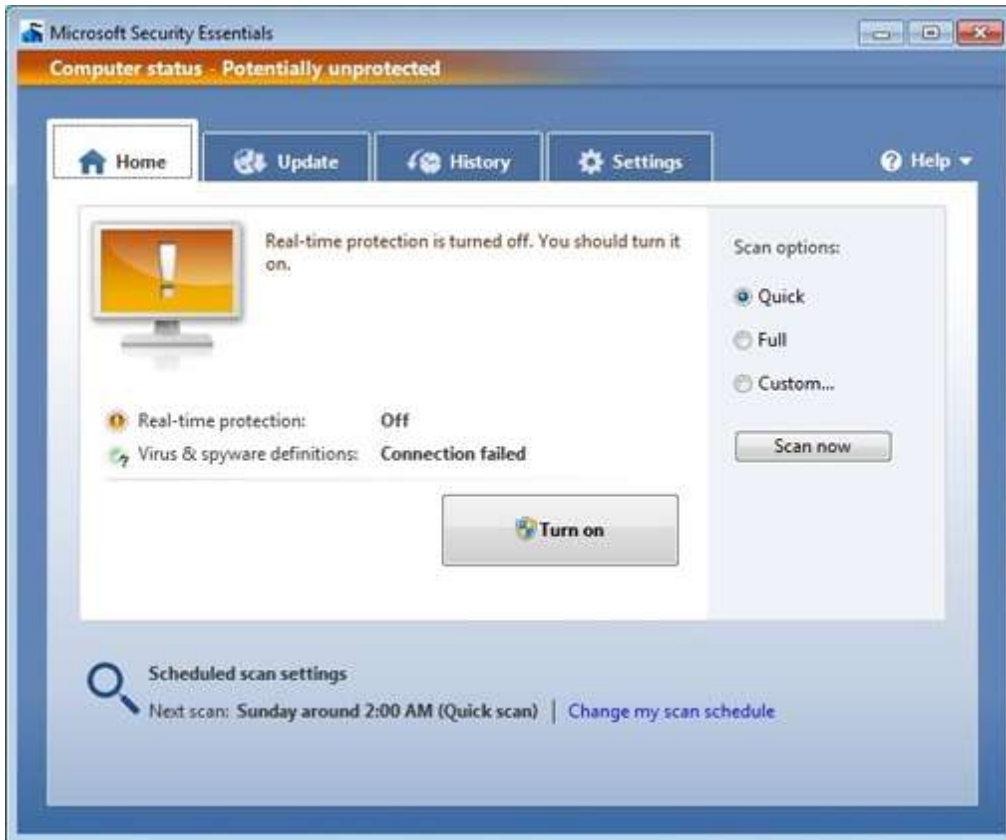 Microsoft Security Essentials
Computer status - Potentially unprotected
Home
Update
History
Settings
Help
Real-time protection is turned off. You should turn it
on.
Scan options:
Quick
Full
Custom...
Real-time protection: Off
Virus & spyware definitions: Connection failed
Scan now
Turn on
Scheduled scan settings
Next scan: Sunday around 2:00 AM (Quick scan) | Change my scan schedule